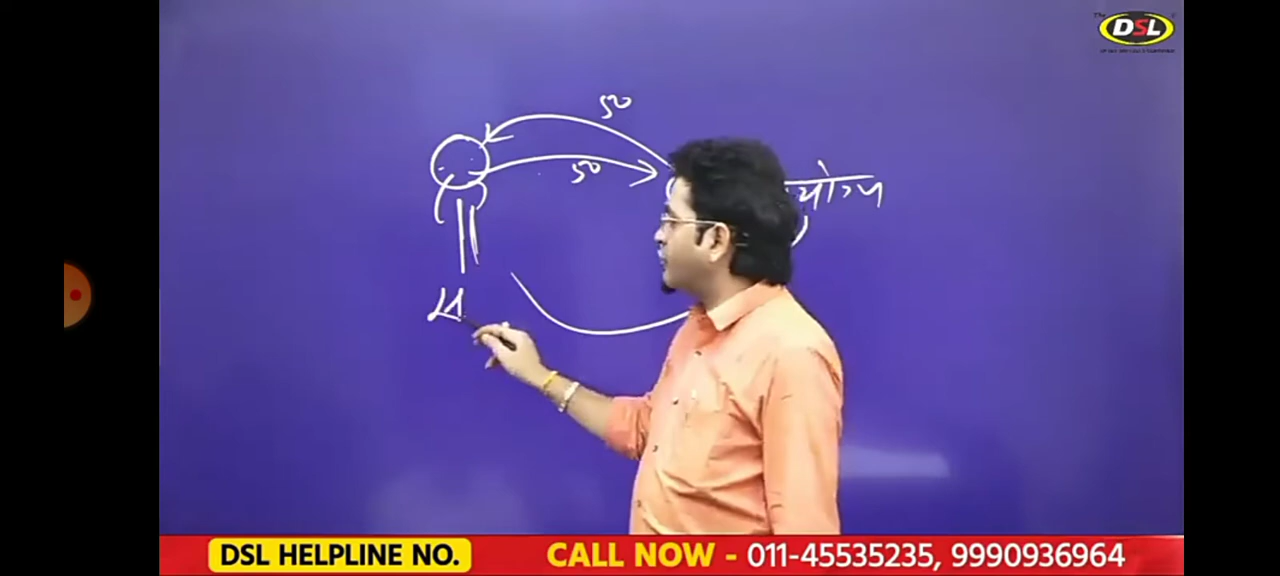 DSL
50
50
योग्य
DSL HELPLINE NO. CALL NOW - 011-45535235, 9990936964